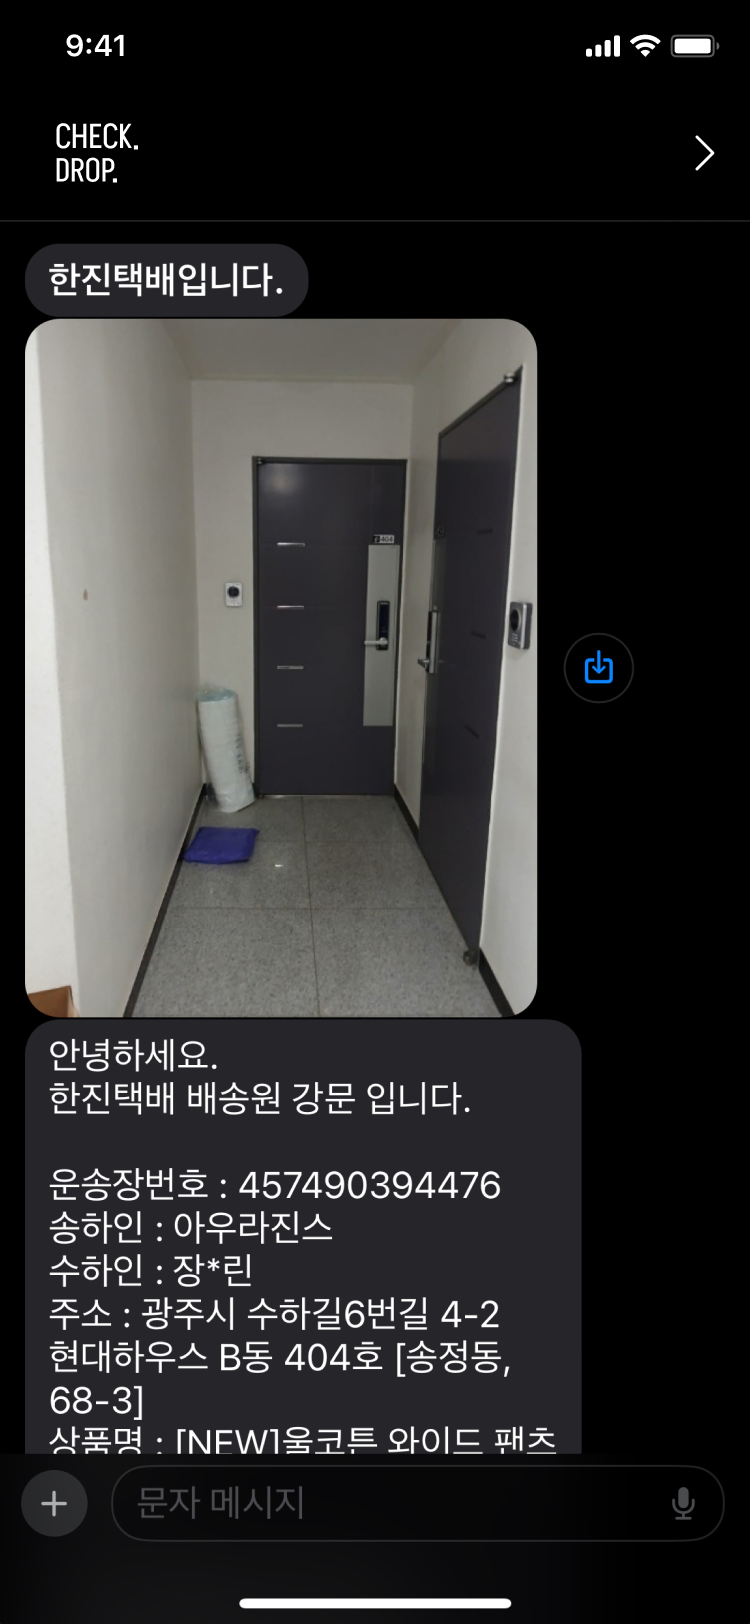 9:41
CHECK.
DROP.
한진택배입니다.
404
안녕하세요.
한진택배 배송원 강문 입니다.
운송장번호 : 457490394476
송하인 : 아우라진스
수하인 : 장*린
주소 : 광주시 수하길6번길 4-2
현대하우스 B동 404호 [송정동,
68-3]
상품명 : [NEW]울코튼 와이드 팬츠
문자 메시지